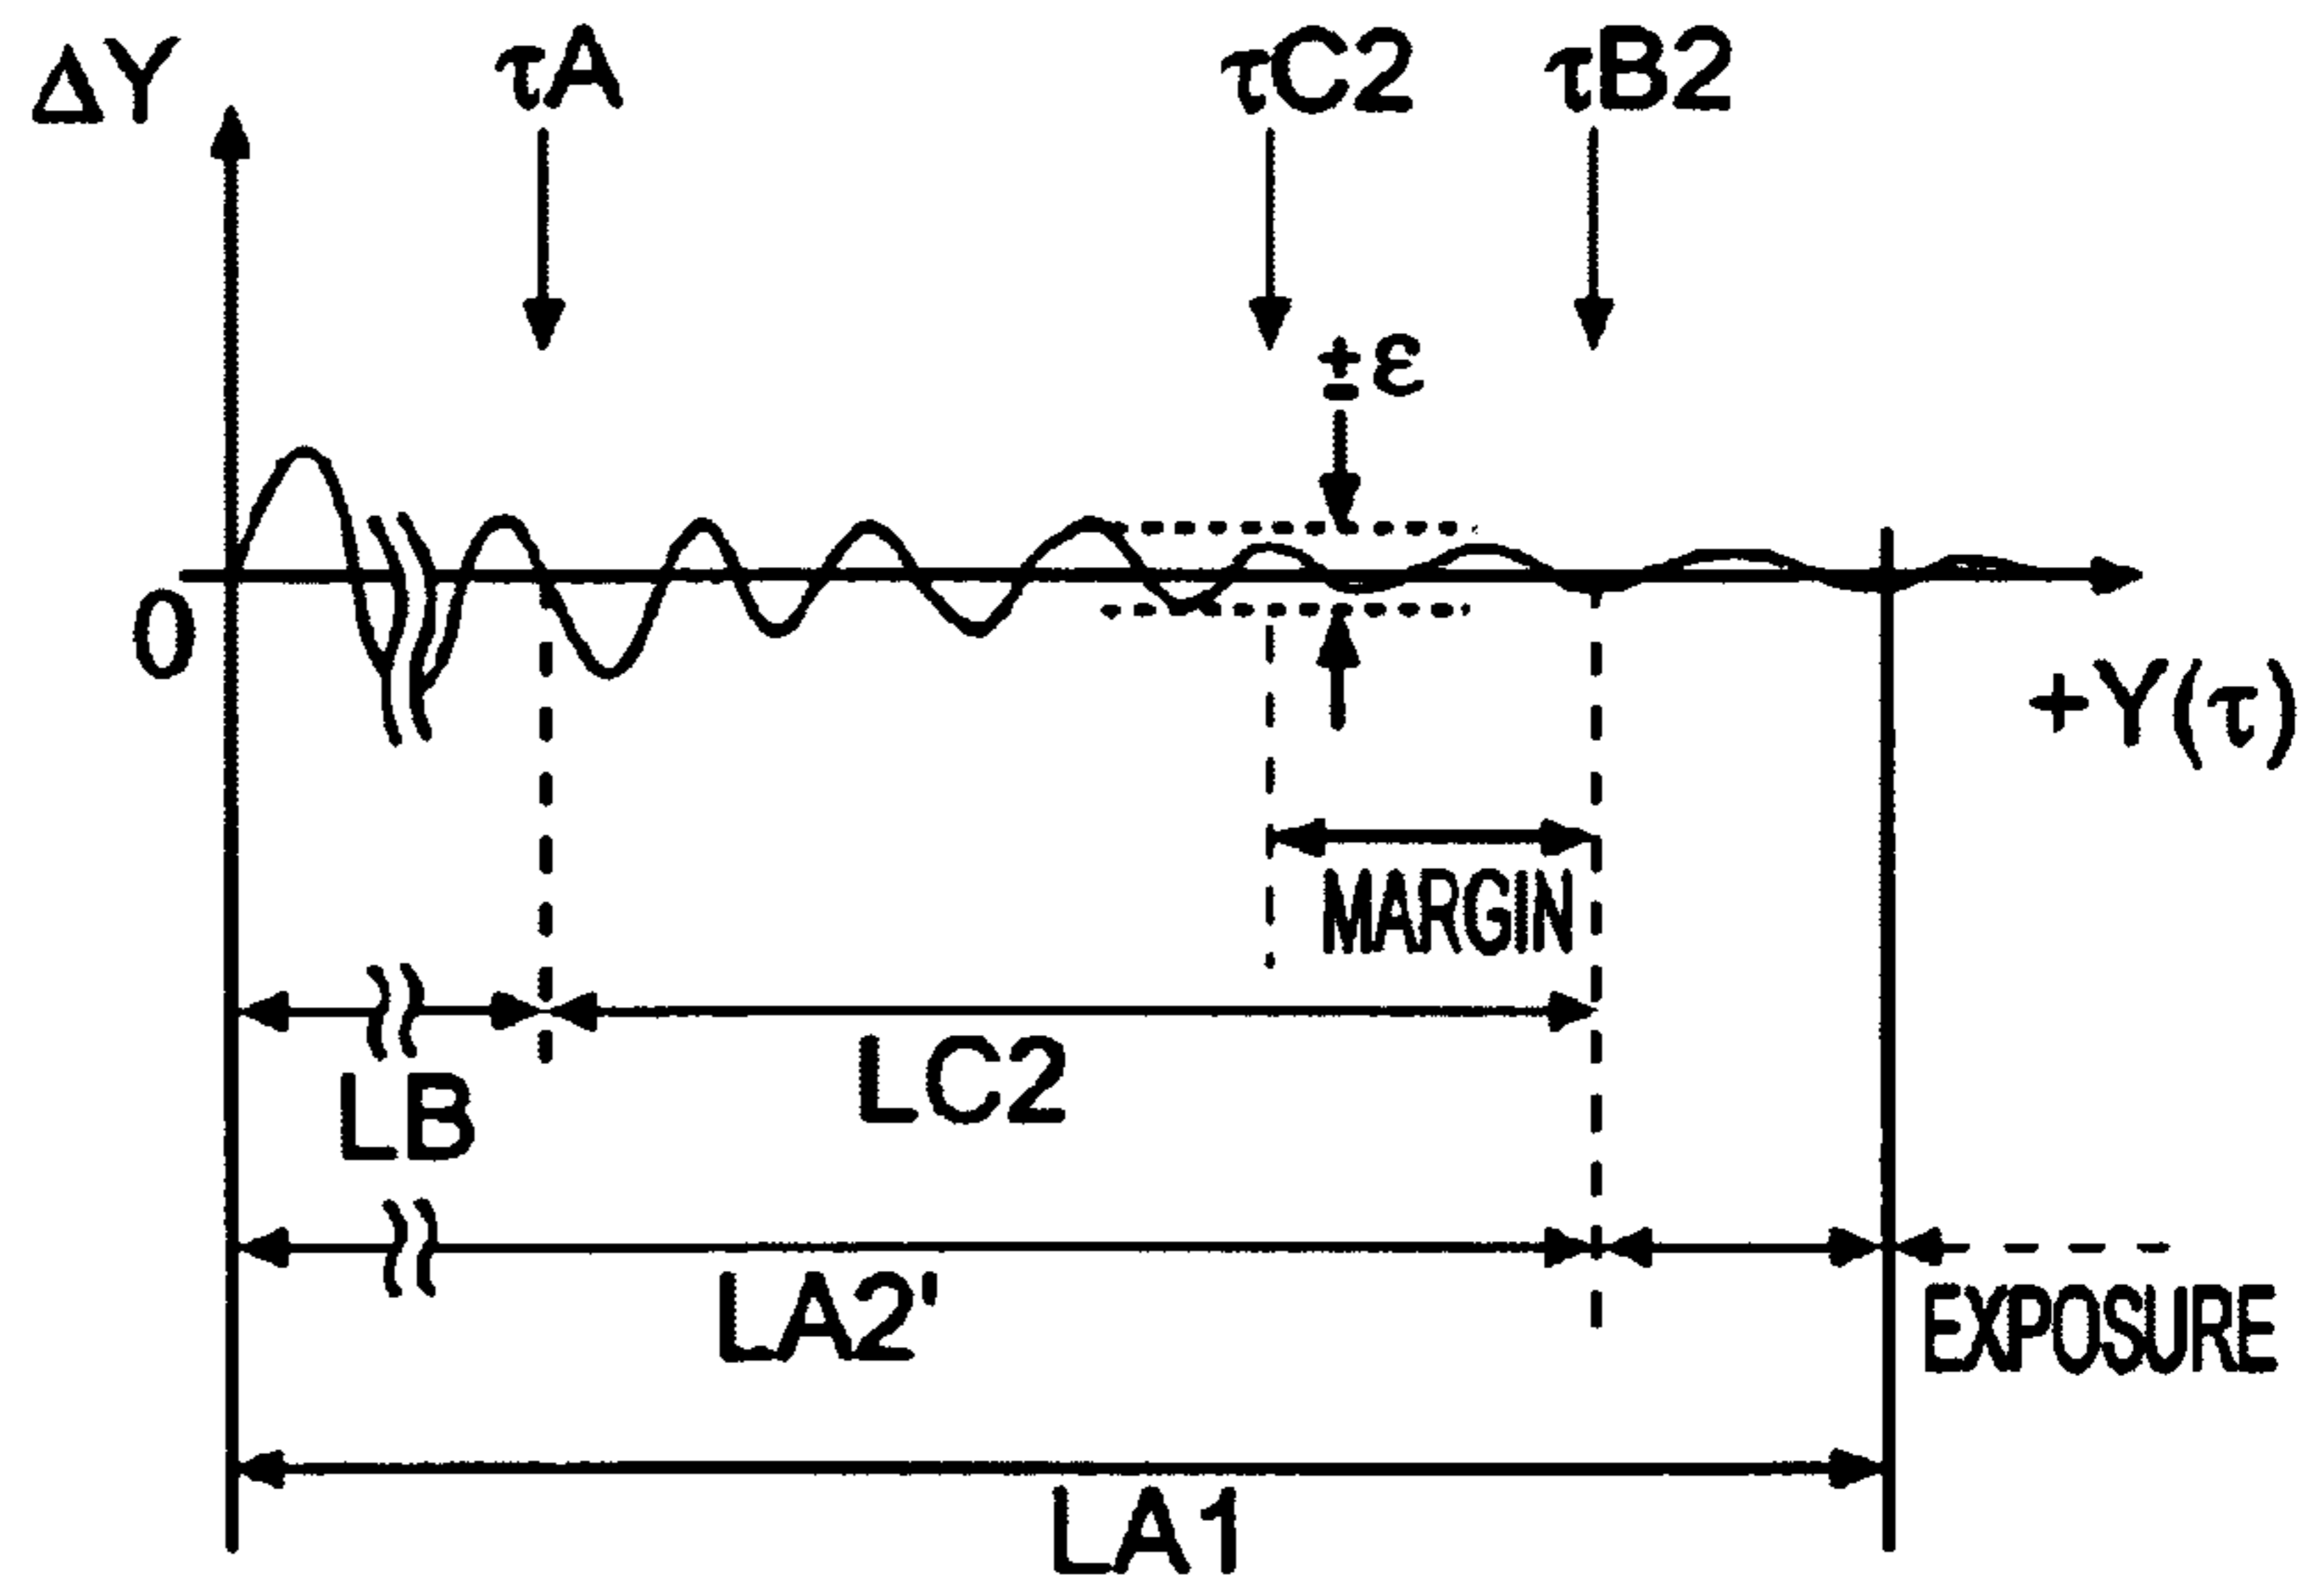 ΔY
τA
τC2
τB2
±ε
0
+Y(τ)
MARGIN
LC2
LB
LA2'
EXPOSURE
LA1